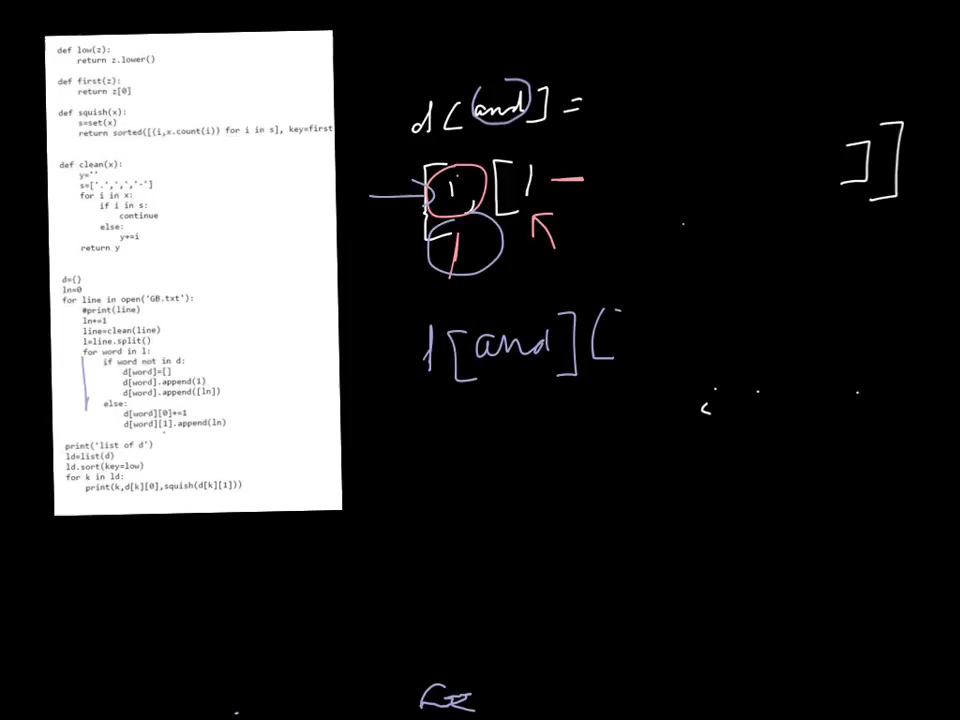 def low(z):
    return z.lower()
def first(z):
    return z[0]
def squish(x):
    s=set(x)
    return sorted([(i,x.count(i)) for i in s], key=first
def clean(x):
    y=''
    s=['.',',','-']
    for i in x:
        if i in s:
            continue
        else:
            y+=i
    return y
d={}
ln=0
for line in open('GB.txt'):
    #print(line)
    ln+=1
    line=clean(line)
    l=line.split()
    for word in l:
        if word not in d:
            d[word]=[]
            d[word].append(1)
            d[word].append([ln])
        else:
            d[word][0]+=1
            d[word][1].append(ln)
print('list of d')
ld=list(d)
ld.sort(key=low)
for k in ld:
    print(k,d[k][0],squish(d[k][1]))
d[and] =
[1, [1 ]]
d[and][